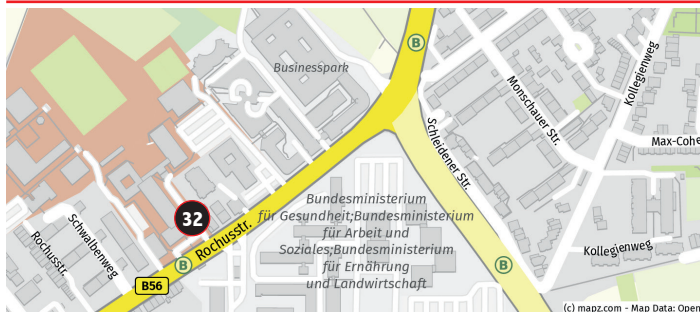 B
Businesspark
Kollegienweg
Monschauer Str.
Max-Cohe
Schleidener Str.
Bundesministerium
für Gesundheit;Bundesministerium
für Arbeit und
Soziales;Bundesministerium
für Ernährung
und Landwirtschaft
32
Rochusstr.
Schwalbenweg
Rochusstr.
Kollegienweg
B
B
B56
(c) mapz.com - Map Data: Open